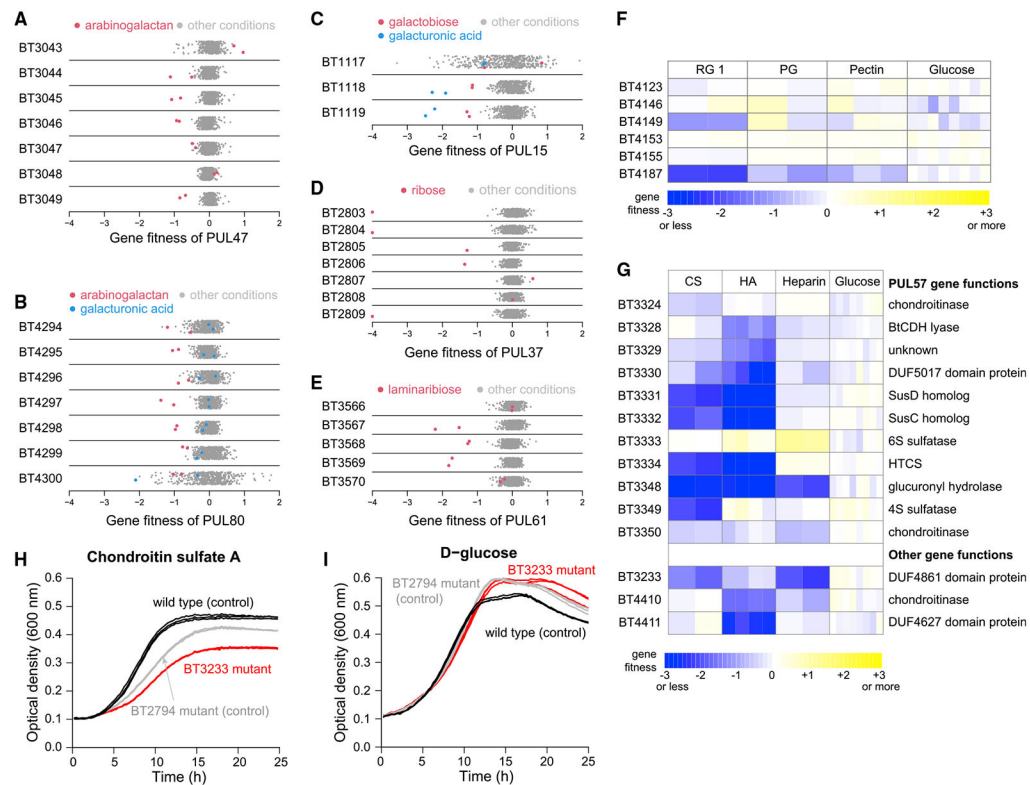 A
arabinogalactan other conditions
BT3043
BT3044
BT3045
BT3046
BT3047
BT3048
BT3049
−4 −3 −2 −1 0 1 2
Gene fitness of PUL47
B
arabinogalactan other conditions
galacturonic acid
BT4294
BT4295
BT4296
BT4297
BT4298
BT4299
BT4300
−4 −3 −2 −1 0 1 2
Gene fitness of PUL80
C
galactobiose other conditions
galacturonic acid
BT1117
BT1118
BT1119
−4 −3 −2 −1 0 1 2
Gene fitness of PUL15
D
ribose other conditions
BT2803
BT2804
BT2805
BT2806
BT2807
BT2808
BT2809
−4 −3 −2 −1 0 1 2
Gene fitness of PUL37
E
laminaribiose other conditions
BT3566
BT3567
BT3568
BT3569
BT3570
−4 −3 −2 −1 0 1 2
Gene fitness of PUL61
F
RG 1 PG Pectin Glucose
BT4123
BT4146
BT4149
BT4153
BT4155
BT4187
gene
fitness
-3 -2 -1 0 +1 +2 +3
or less or more
G
CS HA Heparin Glucose PUL57 gene functions
BT3324 chondroitinase
BT3328 BtCDH lyase
BT3329 unknown
BT3330 DUF5017 domain protein
BT3331 SusD homolog
BT3332 SusC homolog
BT3333 6S sulfatase
BT3334 HTCS
BT3348 glucuronyl hydrolase
BT3349 4S sulfatase
BT3350 chondroitinase
Other gene functions
BT3233 DUF4861 domain protein
BT4410 chondroitinase
BT4411 DUF4627 domain protein
gene
fitness
-3 -2 -1 0 +1 +2 +3
or less or more
H
Chondroitin sulfate A
Optical density (600 nm)
0.6
0.5
0.4
0.3
0.2
0.1
0.0
wild type (control)
BT3233 mutant
BT2794 mutant (control)
0 5 10 15 20 25
Time (h)
I
D−glucose
Optical density (600 nm)
0.6
0.5
0.4
0.3
0.2
0.1
0.0
BT3233 mutant
BT2794 mutant
(control)
wild type (control)
0 5 10 15 20 25
Time (h)